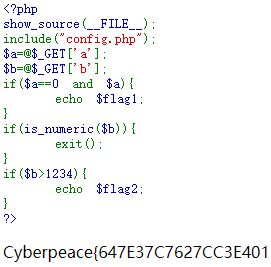 <?php
show_source(__FILE__);
include("config.php");
$a=@$_GET['a'];
$b=@$_GET['b'];
if($a==0 and $a){
echo $flag1;
}
if(is_numeric($b)){
exit();
}
if($b>1234){
echo $flag2;
}
?>
Cyberpeace{647E37C7627CC3E401